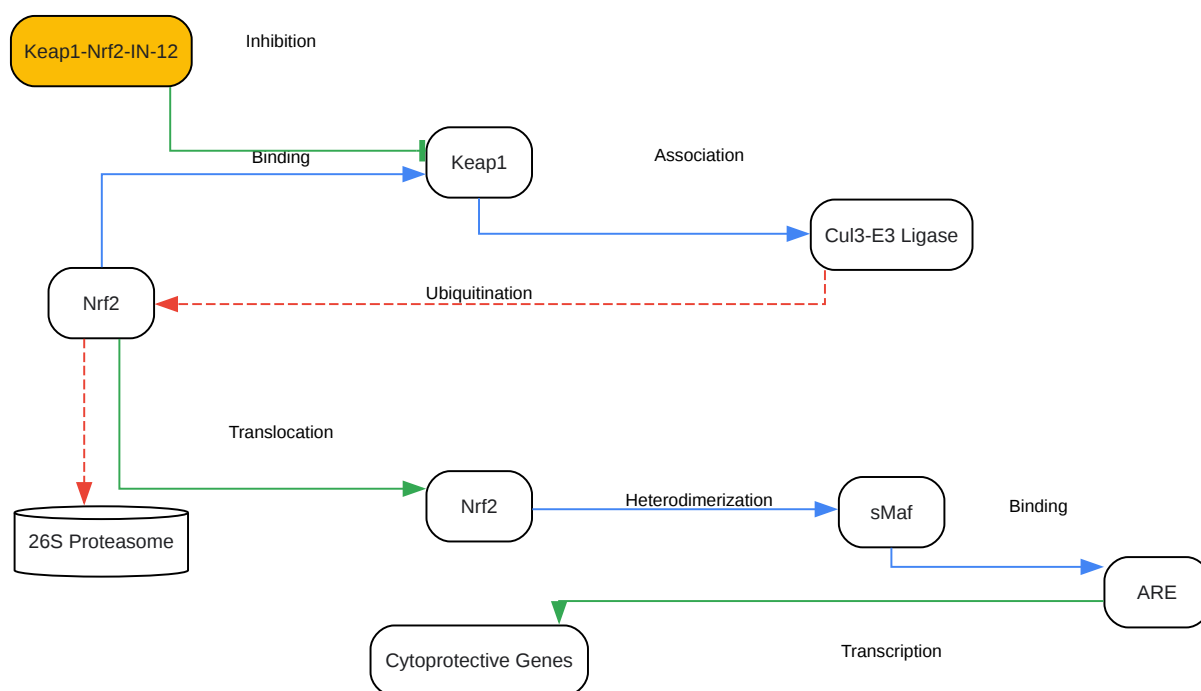 Keap1-Nrf2-IN-12
Inhibition
Binding
Keap1
Association
Cul3-E3 Ligase
Nrf2
Ubiquitination
Translocation
Nrf2
Heterodimerization
sMaf
Binding
26S Proteasome
ARE
Cytoprotective Genes
Transcription